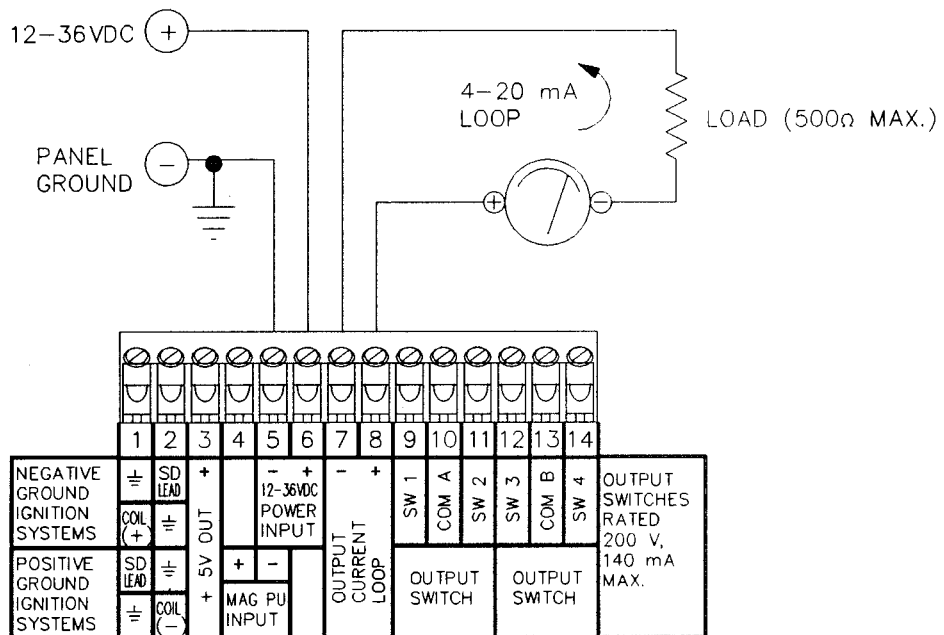 12-36VDC +
PANEL
GROUND
-
4-20 mA
LOOP
LOAD (500Ω MAX.)
+ -
1 2 3 4 5 6 7 8 9 10 11 12 13 14
NEGATIVE
GROUND
IGNITION
SYSTEMS
SD
LEAD
COIL
(+)
POSITIVE
GROUND
IGNITION
SYSTEMS
SD
LEAD
COIL
(-)
+
+ 5V OUT
- +
12-36VDC
POWER
INPUT
+ -
MAG PU
INPUT
- +
OUTPUT
CURRENT
LOOP
SW 1
COM A
SW 2
SW 3
COM B
SW 4
OUTPUT
SWITCH
OUTPUT
SWITCH
OUTPUT
SWITCHES
RATED
200 V,
140 mA
MAX.